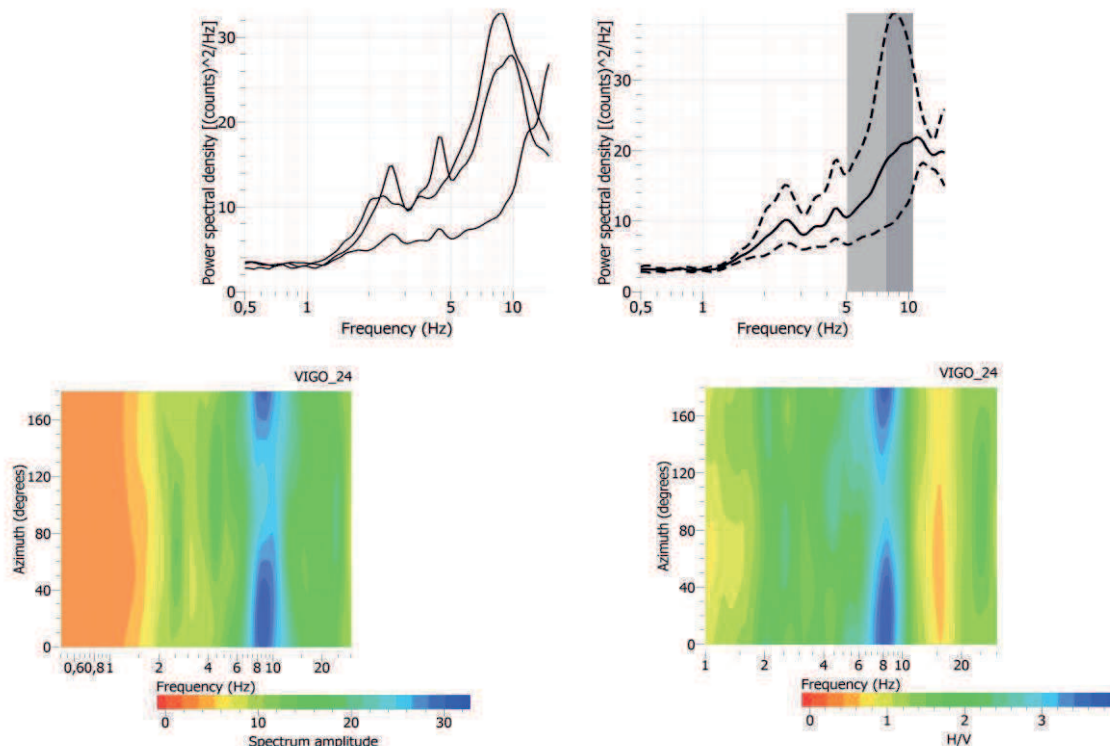 Power spectral density [(counts)^2/Hz]
30
20
10
0
0,5 1 5 10
Frequency (Hz)
Power spectral density [(counts)^2/Hz]
30
20
10
0
0,5 1 5 10
Frequency (Hz)
VIGO_24
Azimuth (degrees)
160
120
80
40
0
0,60,81 2 4 6 8 10 20
Frequency (Hz)
0 10 20 30
Spectrum amplitude
VIGO_24
Azimuth (degrees)
160
120
80
40
0
1 2 4 6 8 10 20
Frequency (Hz)
0 1 2 3
H/V